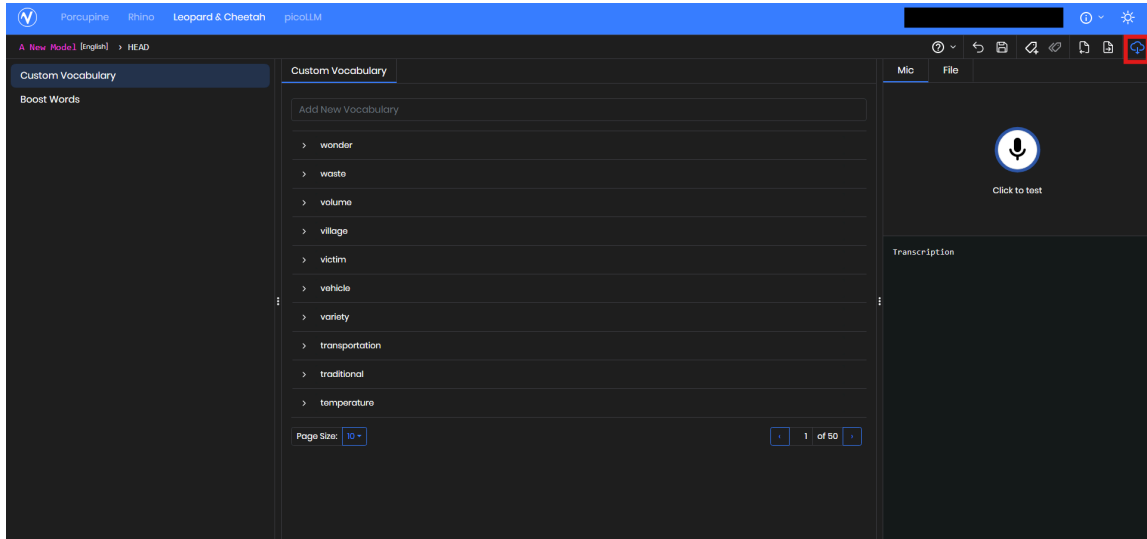 Porcupine Rhino Leopard & Cheetah picoLLM
A New Model [English] > HEAD
Custom Vocabulary
Boost Words
Custom Vocabulary
Add New Vocabulary
wonder
waste
volume
village
victim
vehicle
variety
transportation
traditional
temperature
Page Size: 10
1 of 50
Mic File
Click to test
Transcription